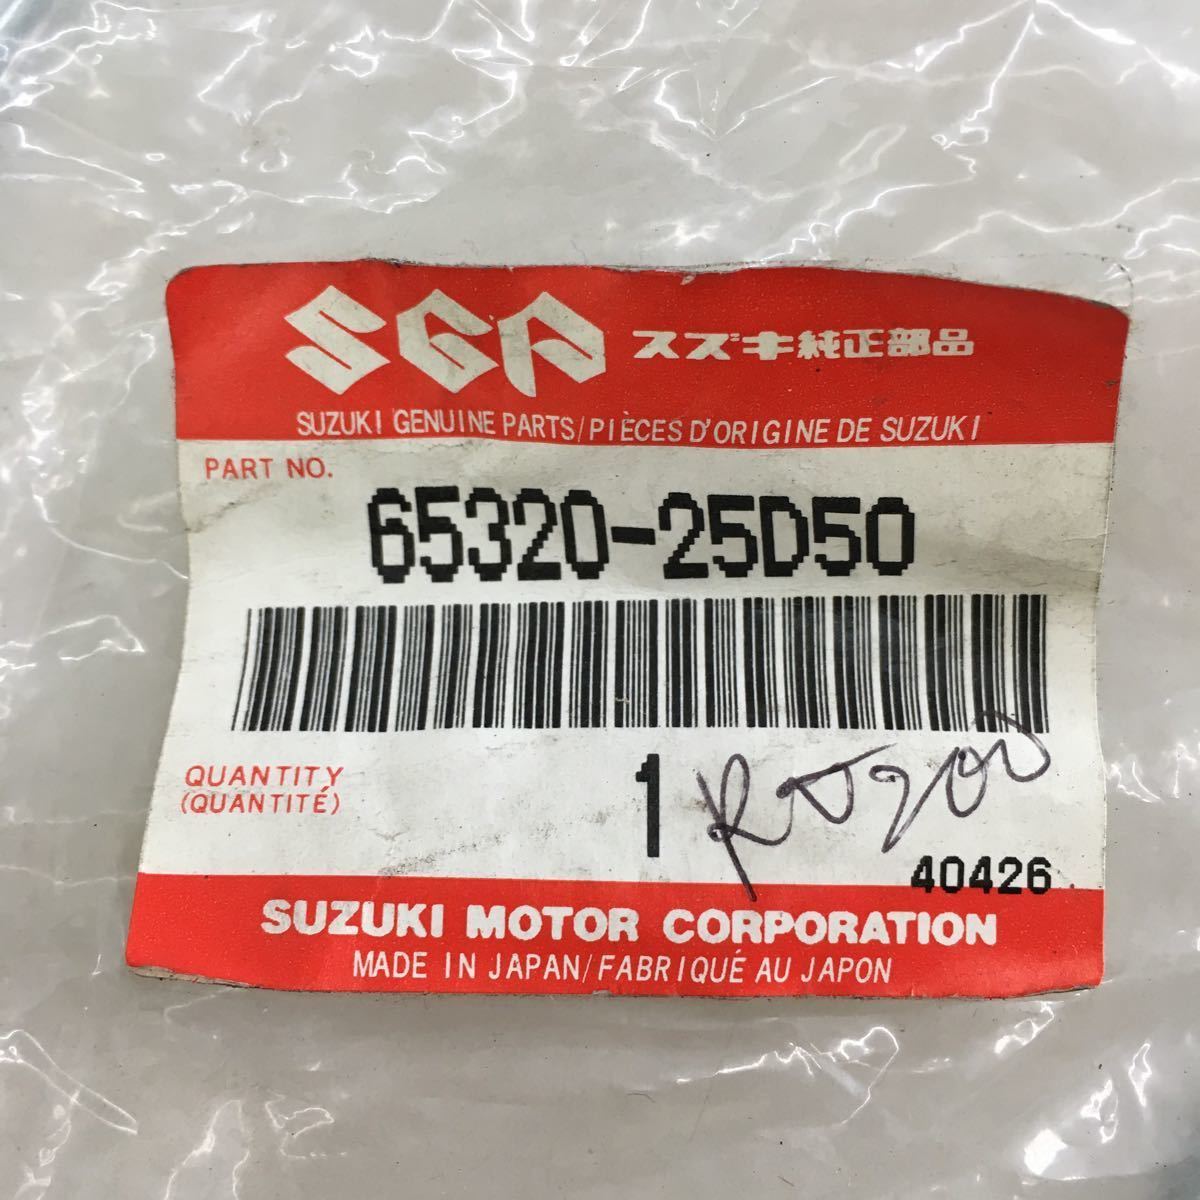 SGP スズキ純正部品
SUZUKI GENUINE PARTS/PIÈCES D'ORIGINE DE SUZUKI
PART NO.
65320-25D50
QUANTITY
(QUANTITÉ)
1
40426
SUZUKI MOTOR CORPORATION
MADE IN JAPAN/FABRIQUÉ AU JAPON